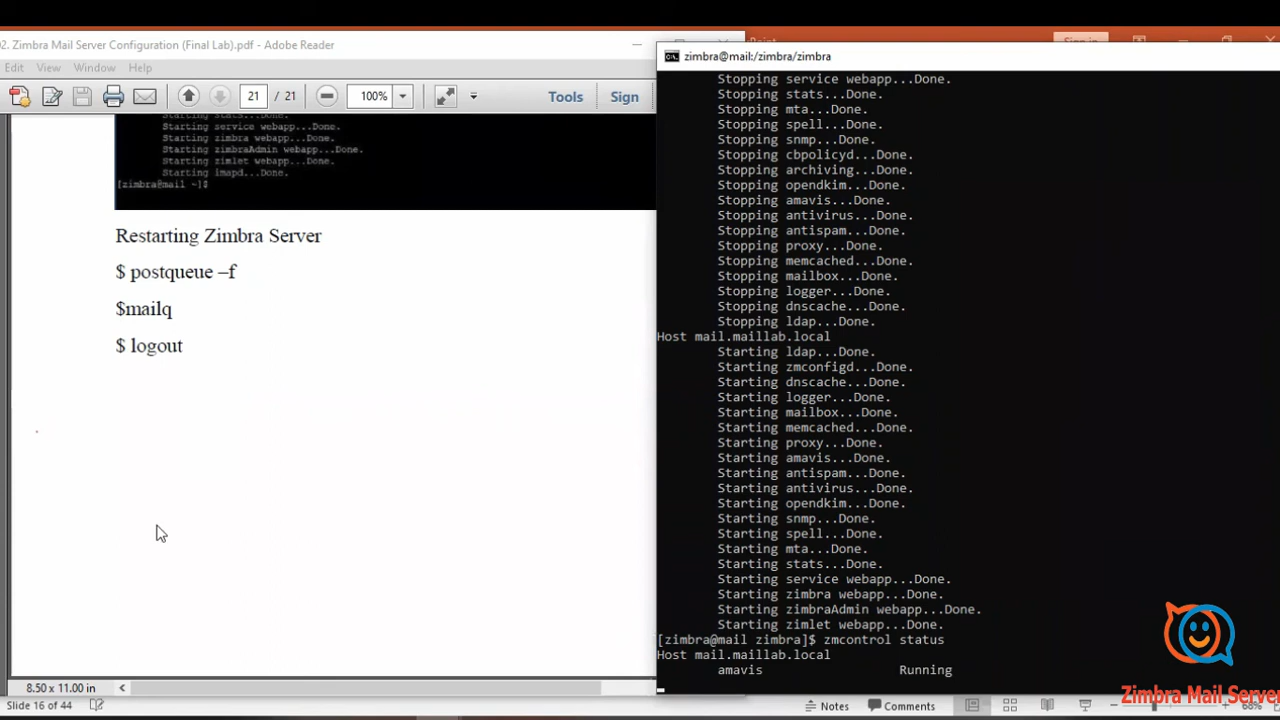 02. Zimbra Mail Server Configuration (Final Lab).pdf - Adobe Reader
Edit View Window Help
21 / 21 100% Tools Sign
Starting stats...Done.
Starting service webapp...Done.
Starting zimbra webapp...Done.
Starting zimbraAdmin webapp...Done.
Starting zimlet webapp...Done.
Starting imapd...Done.
[zimbra@mail ~]$
Restarting Zimbra Server
$ postqueue –f
$mailq
$ logout
8.50 x 11.00 in
Sign in
zimbra@mail:/zimbra/zimbra
Stopping service webapp...Done.
Stopping stats...Done.
Stopping mta...Done.
Stopping spell...Done.
Stopping snmp...Done.
Stopping cbpolicyd...Done.
Stopping archiving...Done.
Stopping opendkim...Done.
Stopping amavis...Done.
Stopping antivirus...Done.
Stopping antispam...Done.
Stopping proxy...Done.
Stopping memcached...Done.
Stopping mailbox...Done.
Stopping logger...Done.
Stopping dnscache...Done.
Stopping ldap...Done.
Host mail.maillab.local
Starting ldap...Done.
Starting zmconfigd...Done.
Starting dnscache...Done.
Starting logger...Done.
Starting mailbox...Done.
Starting memcached...Done.
Starting proxy...Done.
Starting amavis...Done.
Starting antispam...Done.
Starting antivirus...Done.
Starting opendkim...Done.
Starting snmp...Done.
Starting spell...Done.
Starting mta...Done.
Starting stats...Done.
Starting service webapp...Done.
Starting zimbra webapp...Done.
Starting zimbraAdmin webapp...Done.
Starting zimlet webapp...Done.
[zimbra@mail zimbra]$ zmcontrol status
Host mail.maillab.local
amavis Running
Zimbra Mail Server
Slide 16 of 44 Notes Comments 68%